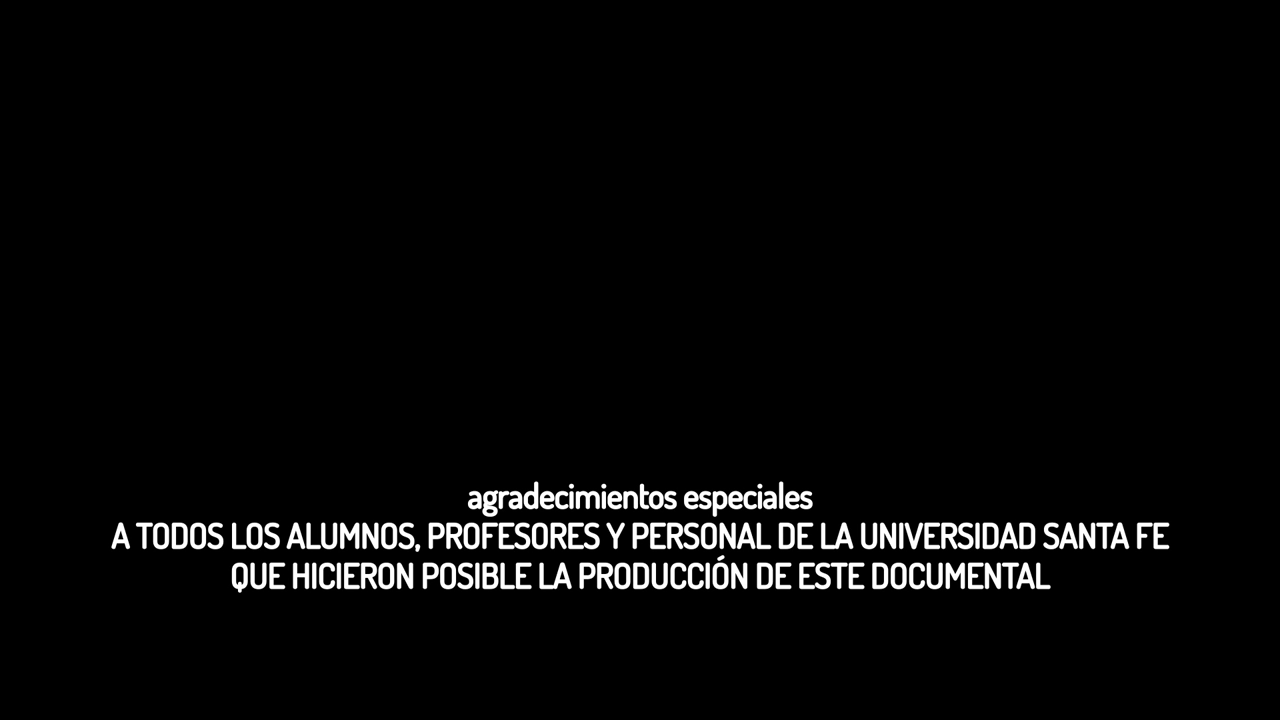 agradecimientos especiales
A TODOS LOS ALUMNOS, PROFESORES Y PERSONAL DE LA UNIVERSIDAD SANTA FE
QUE HICIERON POSIBLE LA PRODUCCIÓN DE ESTE DOCUMENTAL